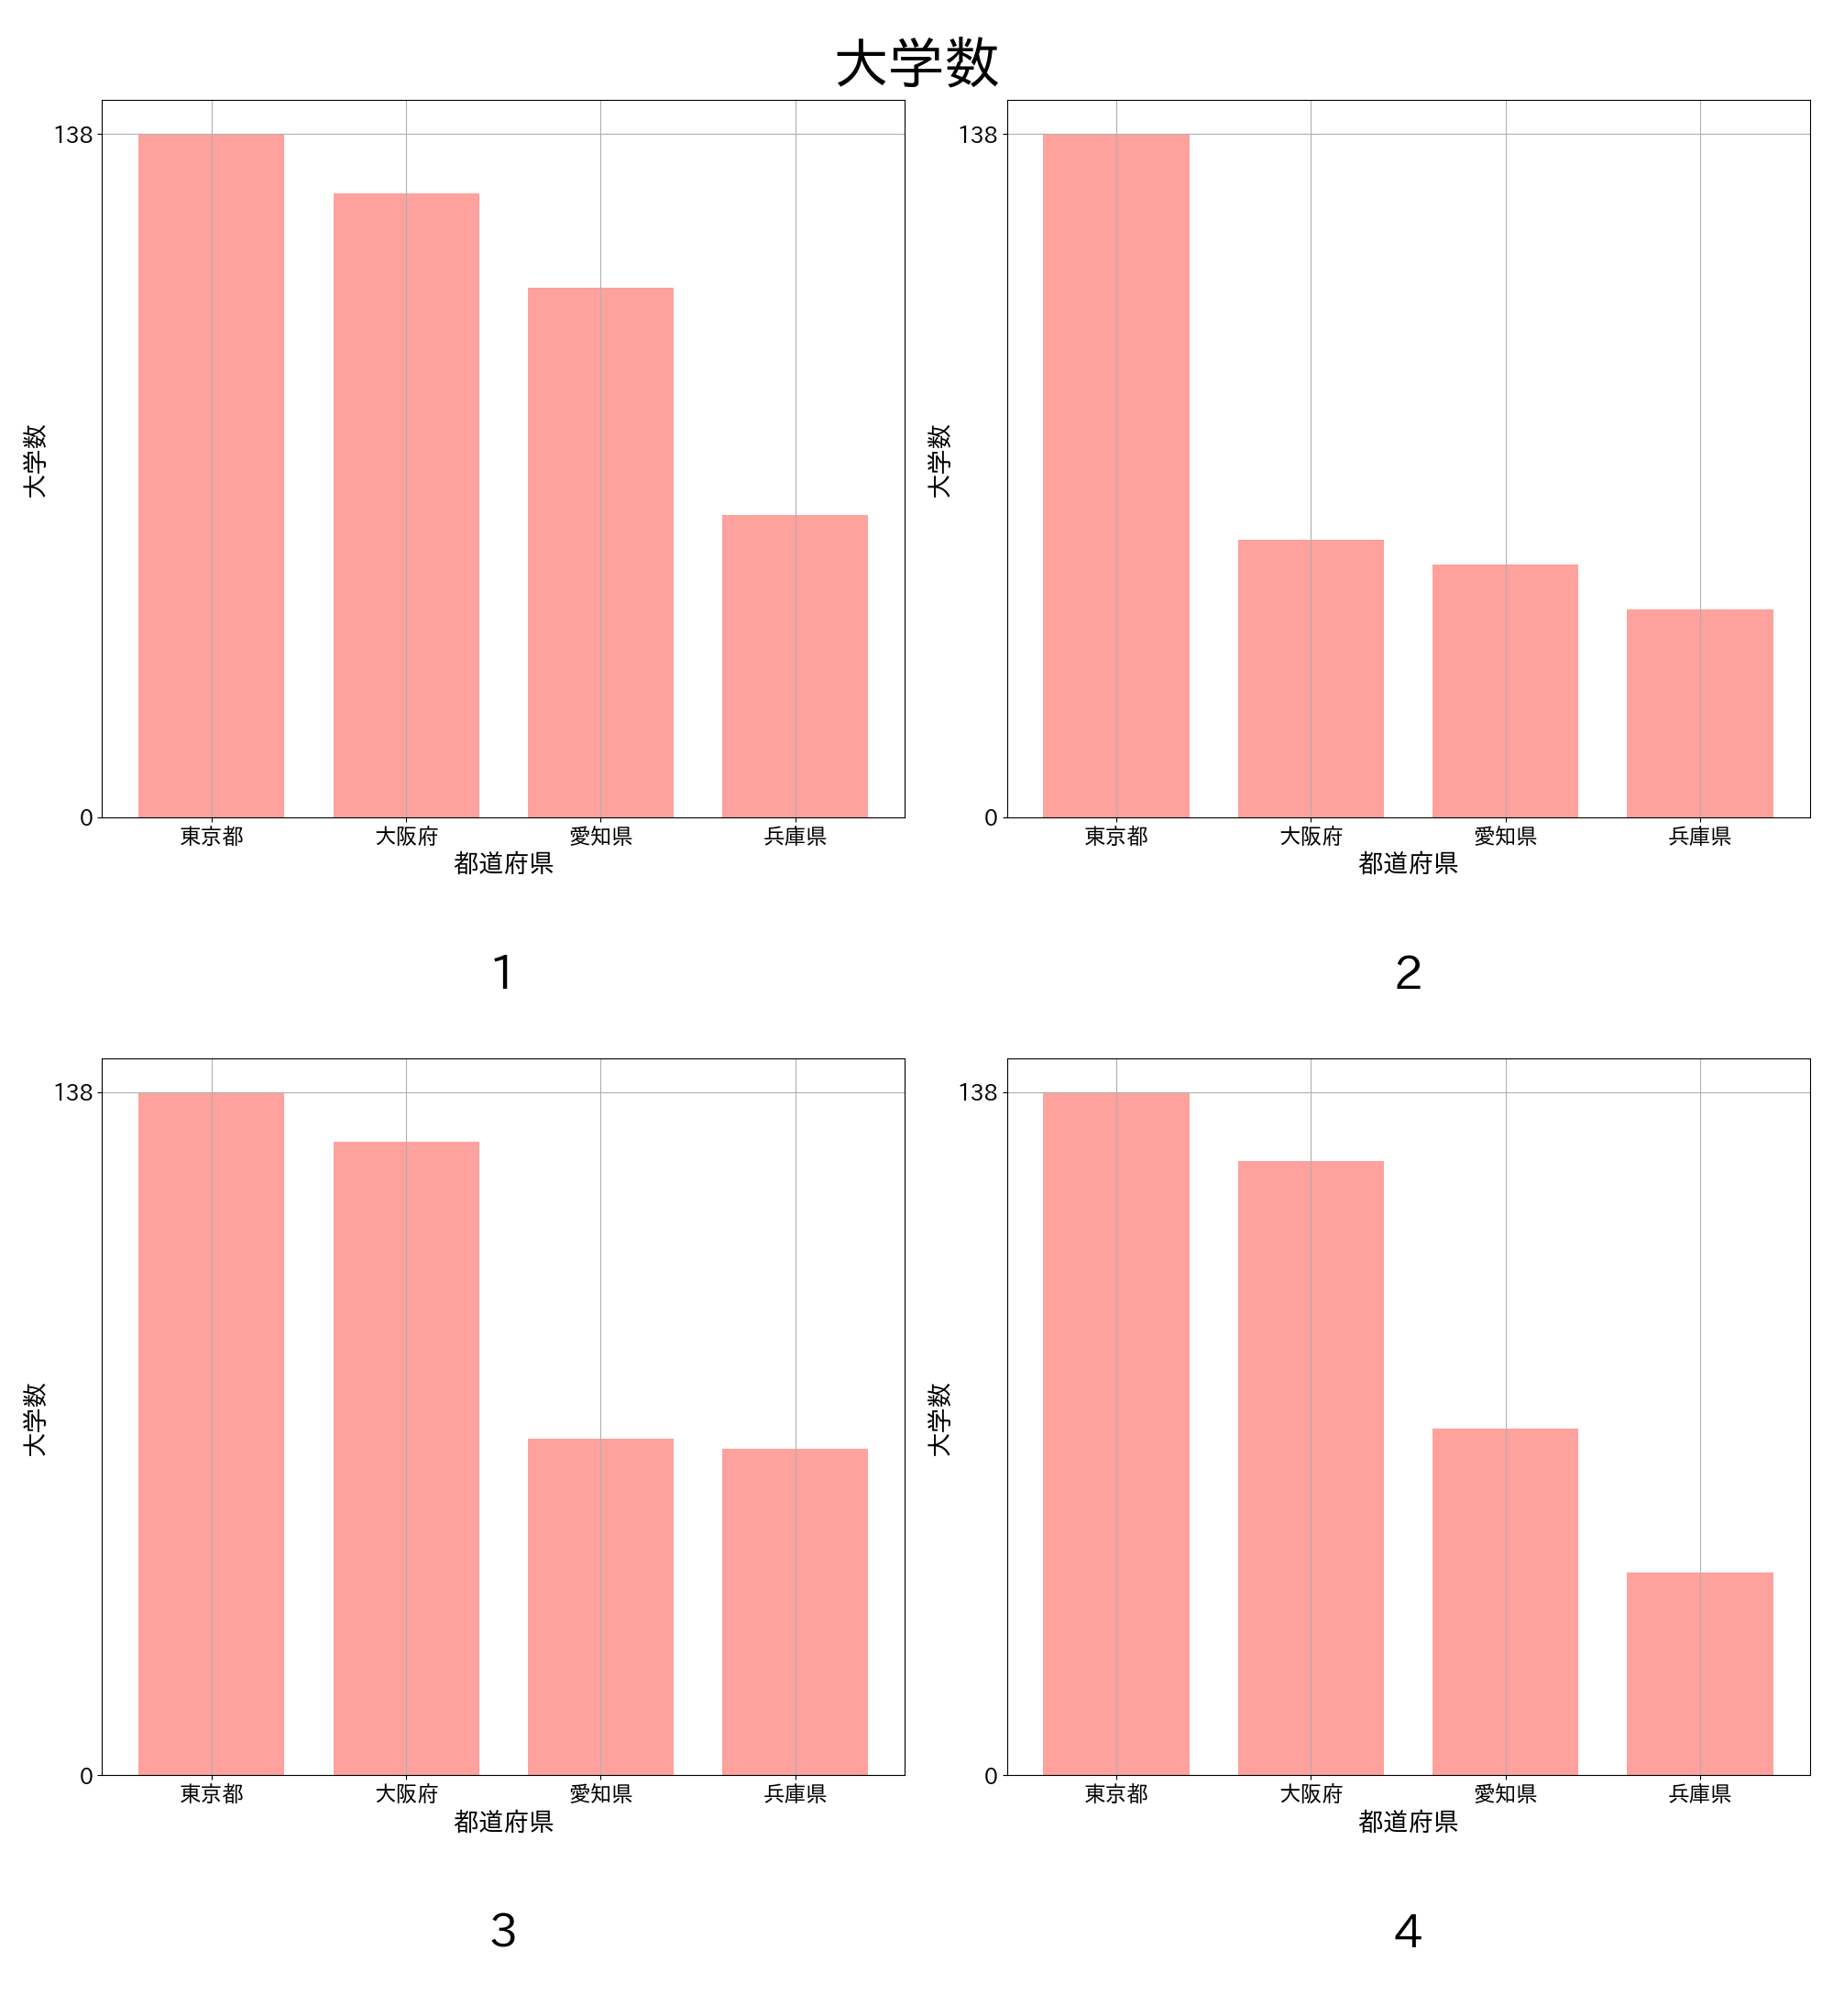 大学数
138
0
大学数
東京都 大阪府 愛知県 兵庫県
都道府県
1
138
0
大学数
東京都 大阪府 愛知県 兵庫県
都道府県
2
138
0
大学数
東京都 大阪府 愛知県 兵庫県
都道府県
3
138
0
大学数
東京都 大阪府 愛知県 兵庫県
都道府県
4